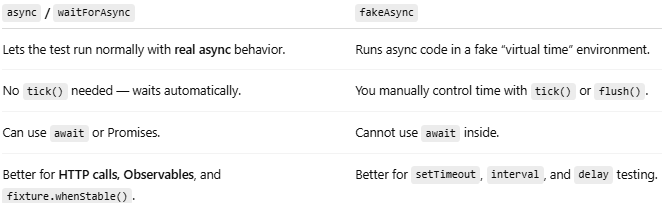 async / waitForAsync fakeAsync
Lets the test run normally with real async behavior. Runs async code in a fake “virtual time” environment.
No tick() needed — waits automatically. You manually control time with tick() or flush().
Can use await or Promises. Cannot use await inside.
Better for HTTP calls, Observables, and Better for setTimeout, interval, and delay testing.
fixture.whenStable().